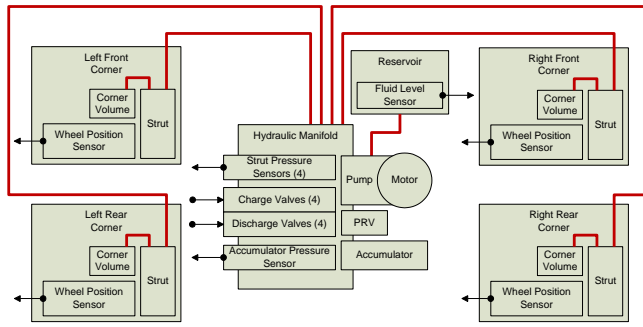 Left Front
Corner
Corner
Volume
Strut
Wheel Position
Sensor
Reservoir
Fluid Level
Sensor
Right Front
Corner
Corner
Volume
Strut
Wheel Position
Sensor
Hydraulic Manifold
Strut Pressure
Sensors (4)
Pump
Motor
Charge Valves (4)
Discharge Valves (4)
PRV
Accumulator Pressure
Sensor
Accumulator
Left Rear
Corner
Corner
Volume
Strut
Wheel Position
Sensor
Right Rear
Corner
Corner
Volume
Strut
Wheel Position
Sensor